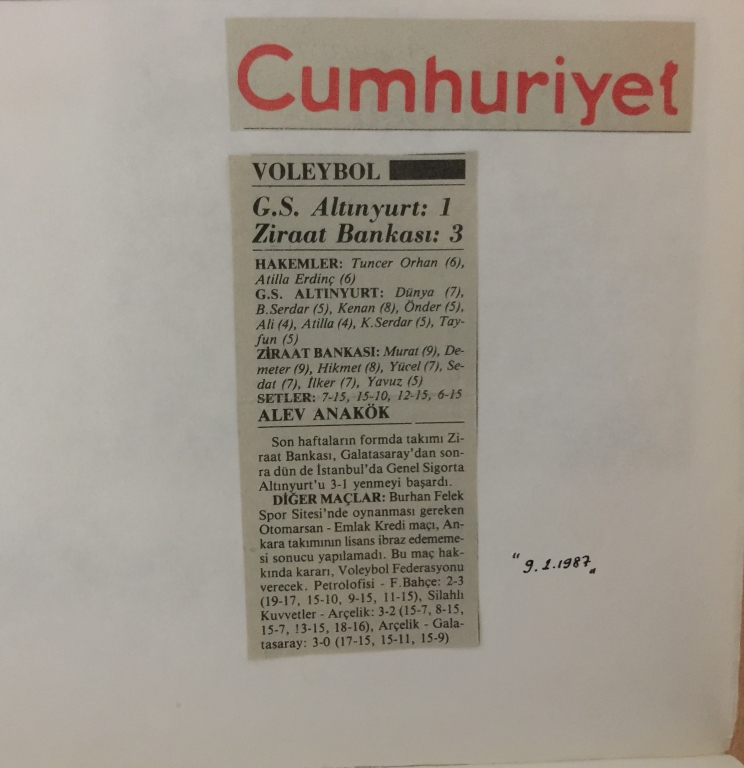 Cumhuriyet
VOLEYBOL
G.S. Altınyurt: 1
Ziraat Bankası: 3
HAKEMLER: Tuncer Orhan (6),
Atilla Erdinç (6)
G.S. ALTINYURT: Dünya (7),
B.Serdar (5), Kenan (8), Önder (5),
Ali (4), Atilla (4), K.Serdar (5), Tay-
fun (5)
ZİRAAT BANKASI: Murat (9), De-
meter (9), Hikmet (8), Yücel (7), Se-
dat (7), İlker (7), Yavuz (5)
SETLER: 7-15, 15-10, 12-15, 6-15
ALEV ANAKÖK
Son haftaların formda takımı Zi-
raat Bankası, Galatasaray'dan son-
ra dün de İstanbul'da Genel Sigorta
Altınyurt'u 3-1 yenmeyi başardı.
DİĞER MAÇLAR: Burhan Felek
Spor Sitesi'nde oynanması gereken
Otomarsan - Emlak Kredi maçı, An-
kara takımının lisans ibraz edememe-
si sonucu yapılamadı. Bu maç hak-
kında kararı, Voleybol Federasyonu
verecek. Petrolofisi - F.Bahçe: 2-3
(19-17, 15-10, 9-15, 11-15), Silahlı
Kuvvetler - Arçelik: 3-2 (15-7, 8-15,
15-7, 13-15, 18-16), Arçelik - Gala-
tasaray: 3-0 (17-15, 15-11, 15-9)
"9.1.1987"